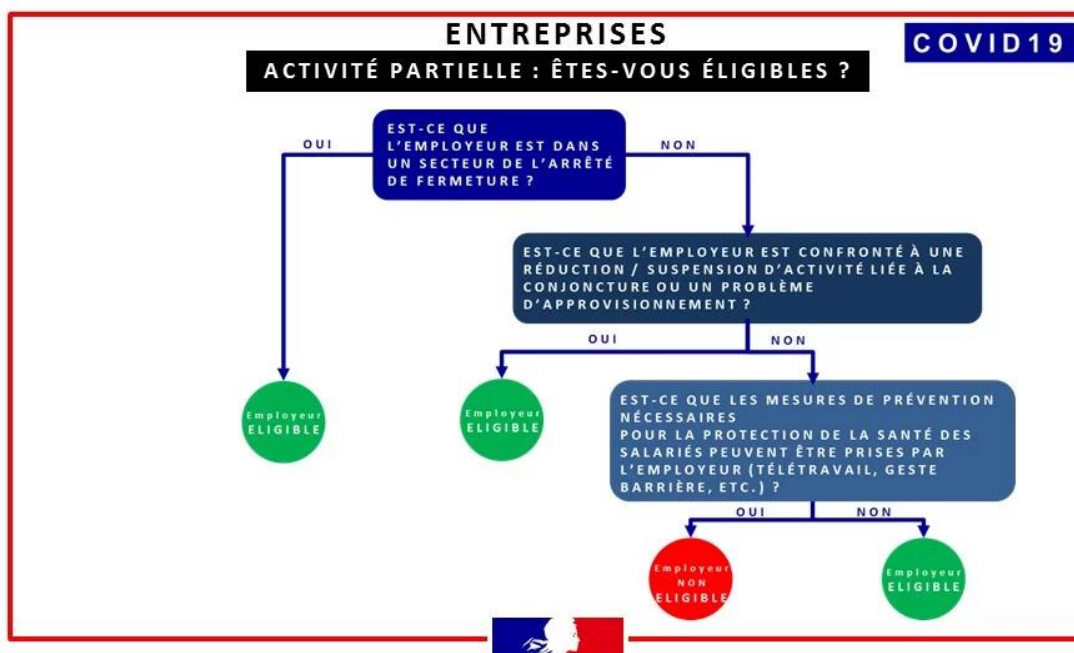 ENTREPRISES
COVID19
ACTIVITÉ PARTIELLE : ÊTES-VOUS ÉLIGIBLES ?
EST-CE QUE
L'EMPLOYEUR EST DANS
UN SECTEUR DE L'ARRÊTÉ
DE FERMETURE ?
OUI
NON
EST-CE QUE L'EMPLOYEUR EST CONFRONTÉ À UNE
RÉDUCTION / SUSPENSION D'ACTIVITÉ LIÉE À LA
CONJONCTURE OU UN PROBLÈME
D'APPROVISIONNEMENT ?
OUI
NON
Employeur
ELIGIBLE
Employeur
ELIGIBLE
EST-CE QUE LES MESURES DE PRÉVENTION
NÉCESSAIRES
POUR LA PROTECTION DE LA SANTÉ DES
SALARIÉS PEUVENT ÊTRE PRISES PAR
L'EMPLOYEUR (TÉLÉTRAVAIL, GESTE
BARRIÈRE, ETC.) ?
OUI
NON
Employeur
NON
ELIGIBLE
Employeur
ELIGIBLE